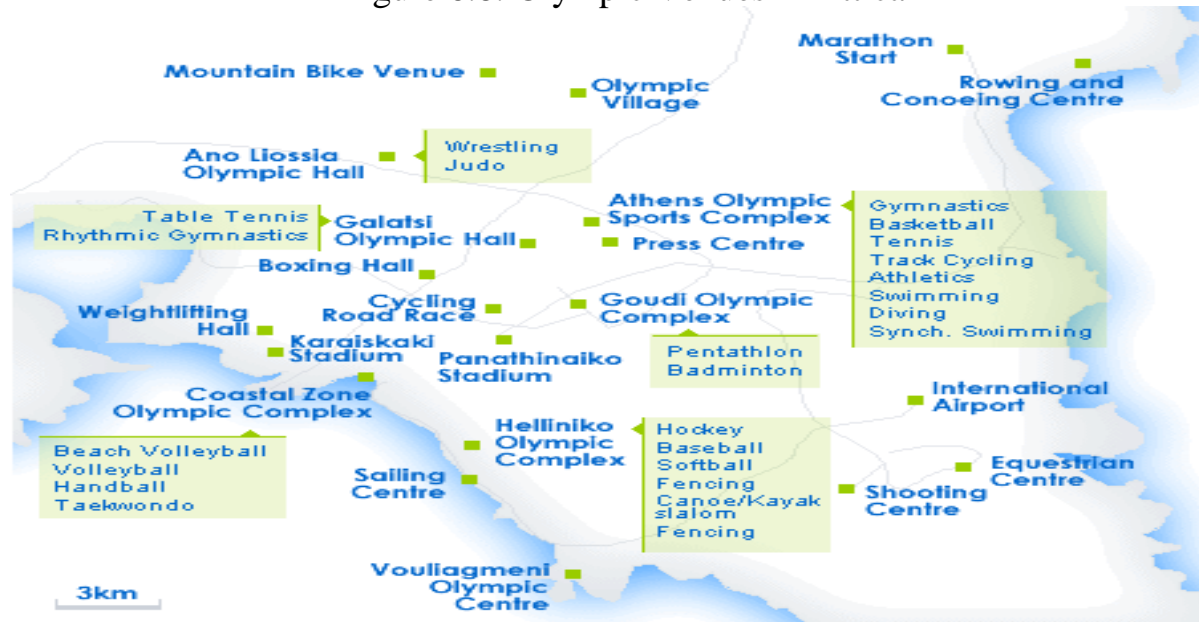 Marathon
Start
Mountain Bike Venue
Olympic
Village
Rowing and
Conoeing Centre
Ano Liossia
Olympic Hall
Wrestling
Judo
Athens Olympic
Sports Complex
Gymnastics
Basketball
Tennis
Track Cycling
Athletics
Swimming
Diving
Synch. Swimming
Table Tennis
Rhythmic Gymnastics
Galatsi
Olympic Hall
Press Centre
Boxing Hall
Cycling
Road Race
Goudi Olympic
Complex
Pentathlon
Badminton
Weightlifting
Hall
Karaiskaki
Stadium
Panathinaiko
Stadium
Coastal Zone
Olympic Complex
Beach Volleyball
Volleyball
Handball
Taekwondo
International
Airport
Helliniko
Olympic
Complex
Hockey
Baseball
Softball
Fencing
Canoe/Kayak
slalom
Fencing
Sailing
Centre
Equestrian
Centre
Shooting
Centre
Vouliagmeni
Olympic
Centre
3km